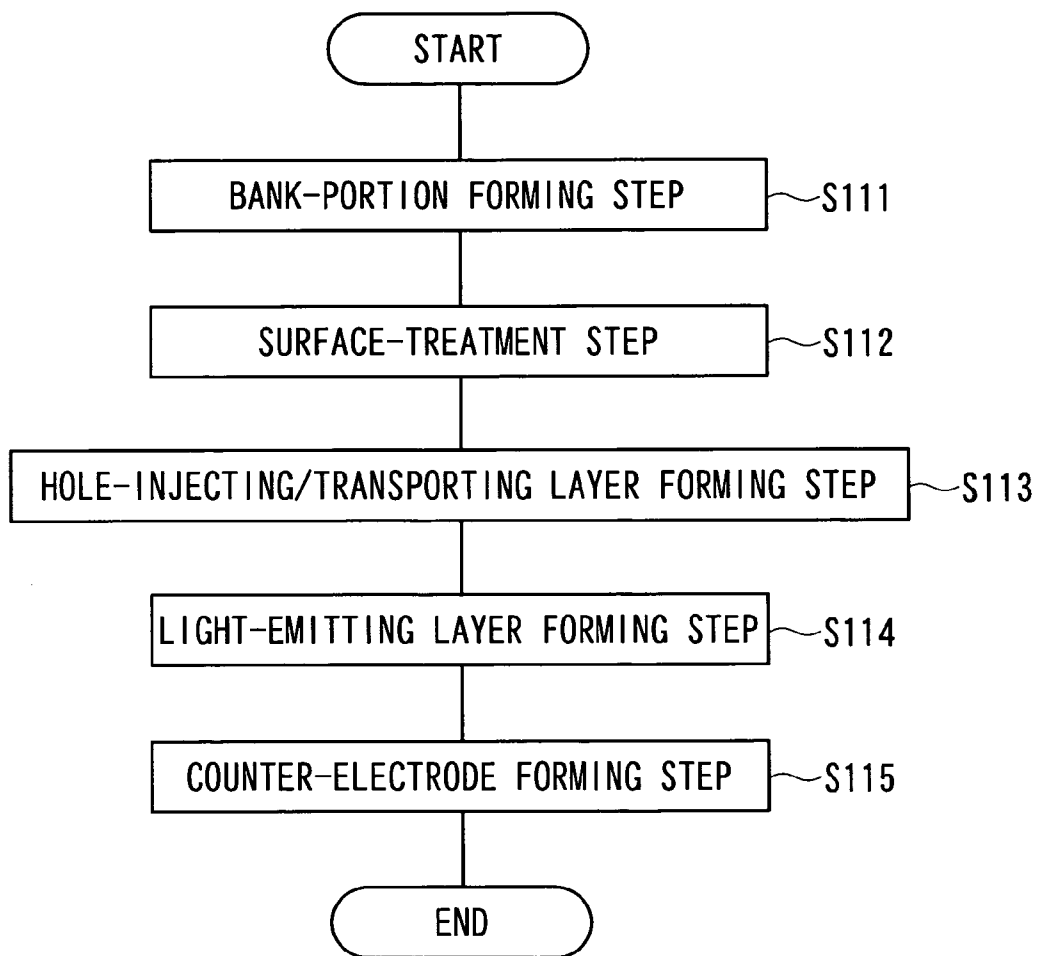 START
BANK-PORTION FORMING STEP S111
SURFACE-TREATMENT STEP S112
HOLE-INJECTING/TRANSPORTING LAYER FORMING STEP S113
LIGHT-EMITTING LAYER FORMING STEP S114
COUNTER-ELECTRODE FORMING STEP S115
END